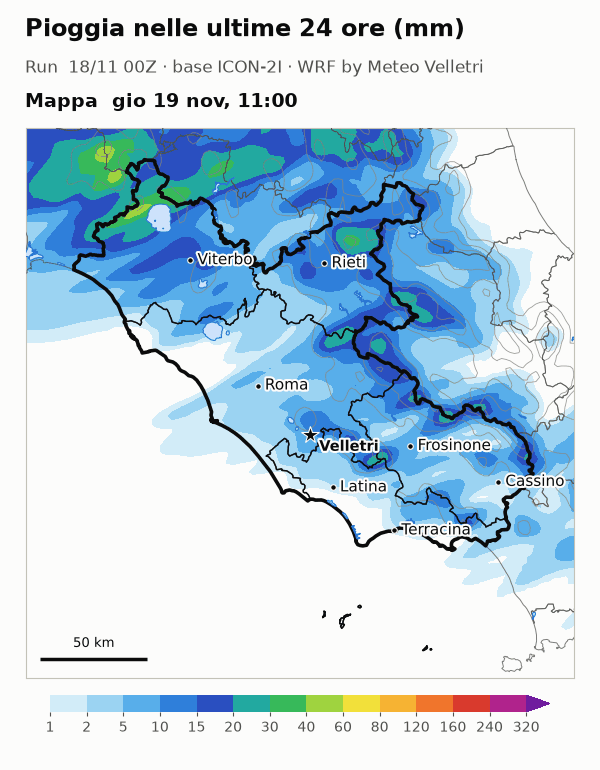 Pioggia nelle ultime 24 ore (mm)
Run  18/11 00Z · base ICON-2I · WRF by Meteo Velletri
Mappa  gio 19 nov, 11:00
Viterbo
Rieti
Roma
Velletri
Frosinone
Cassino
Latina
Terracina
50 km
1 2 5 10 15 20 30 40 60 80 120 160 240 320